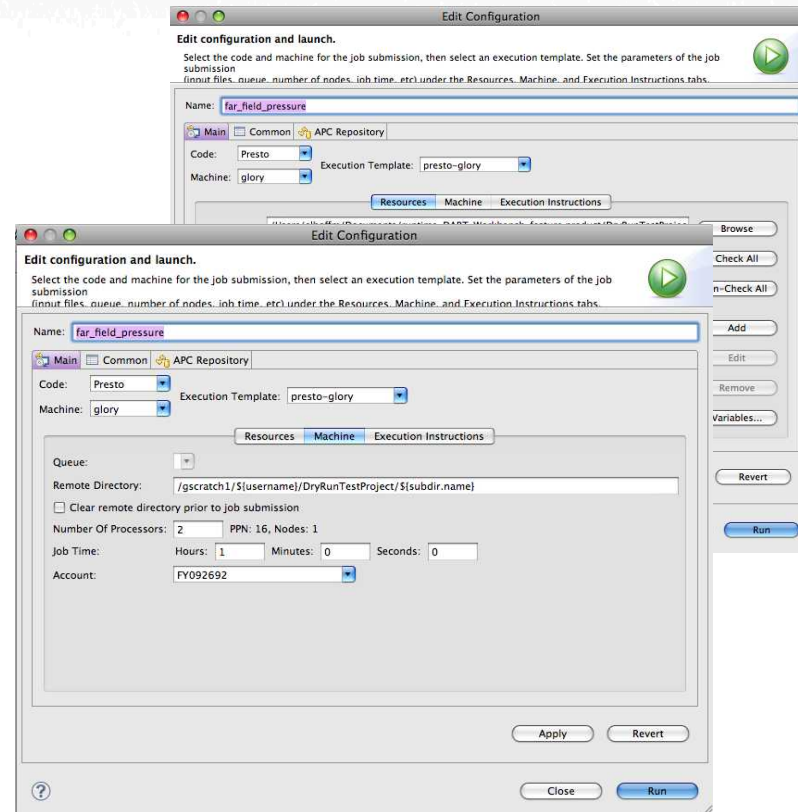 Edit Configuration
Edit configuration and launch.
Select the code and machine for the job submission, then select an execution template. Set the parameters of the job
submission
(input files, queue, number of nodes, job time, etc) under the Resources, Machine, and Execution Instructions tabs.
Name: far_field_pressure
Main Common APC Repository
Code: Presto
Execution Template: presto-glory
Machine: glory
Resources Machine Execution Instructions
Browse
Check All
n-Check All
Add
Edit
Remove
Variables...
Revert
Run
Edit Configuration
Edit configuration and launch.
Select the code and machine for the job submission, then select an execution template. Set the parameters of the job
submission
(input files, queue, number of nodes, job time, etc) under the Resources, Machine, and Execution Instructions tabs.
Name: far_field_pressure
Main Common APC Repository
Code: Presto
Execution Template: presto-glory
Machine: glory
Resources Machine Execution Instructions
Queue:
Remote Directory: /gscratch1/${username}/DryRunTestProject/${subdir.name}
Clear remote directory prior to job submission
Number Of Processors: 2 PPN: 16, Nodes: 1
Job Time: Hours: 1 Minutes: 0 Seconds: 0
Account: FY092692
Apply Revert
? Close Run